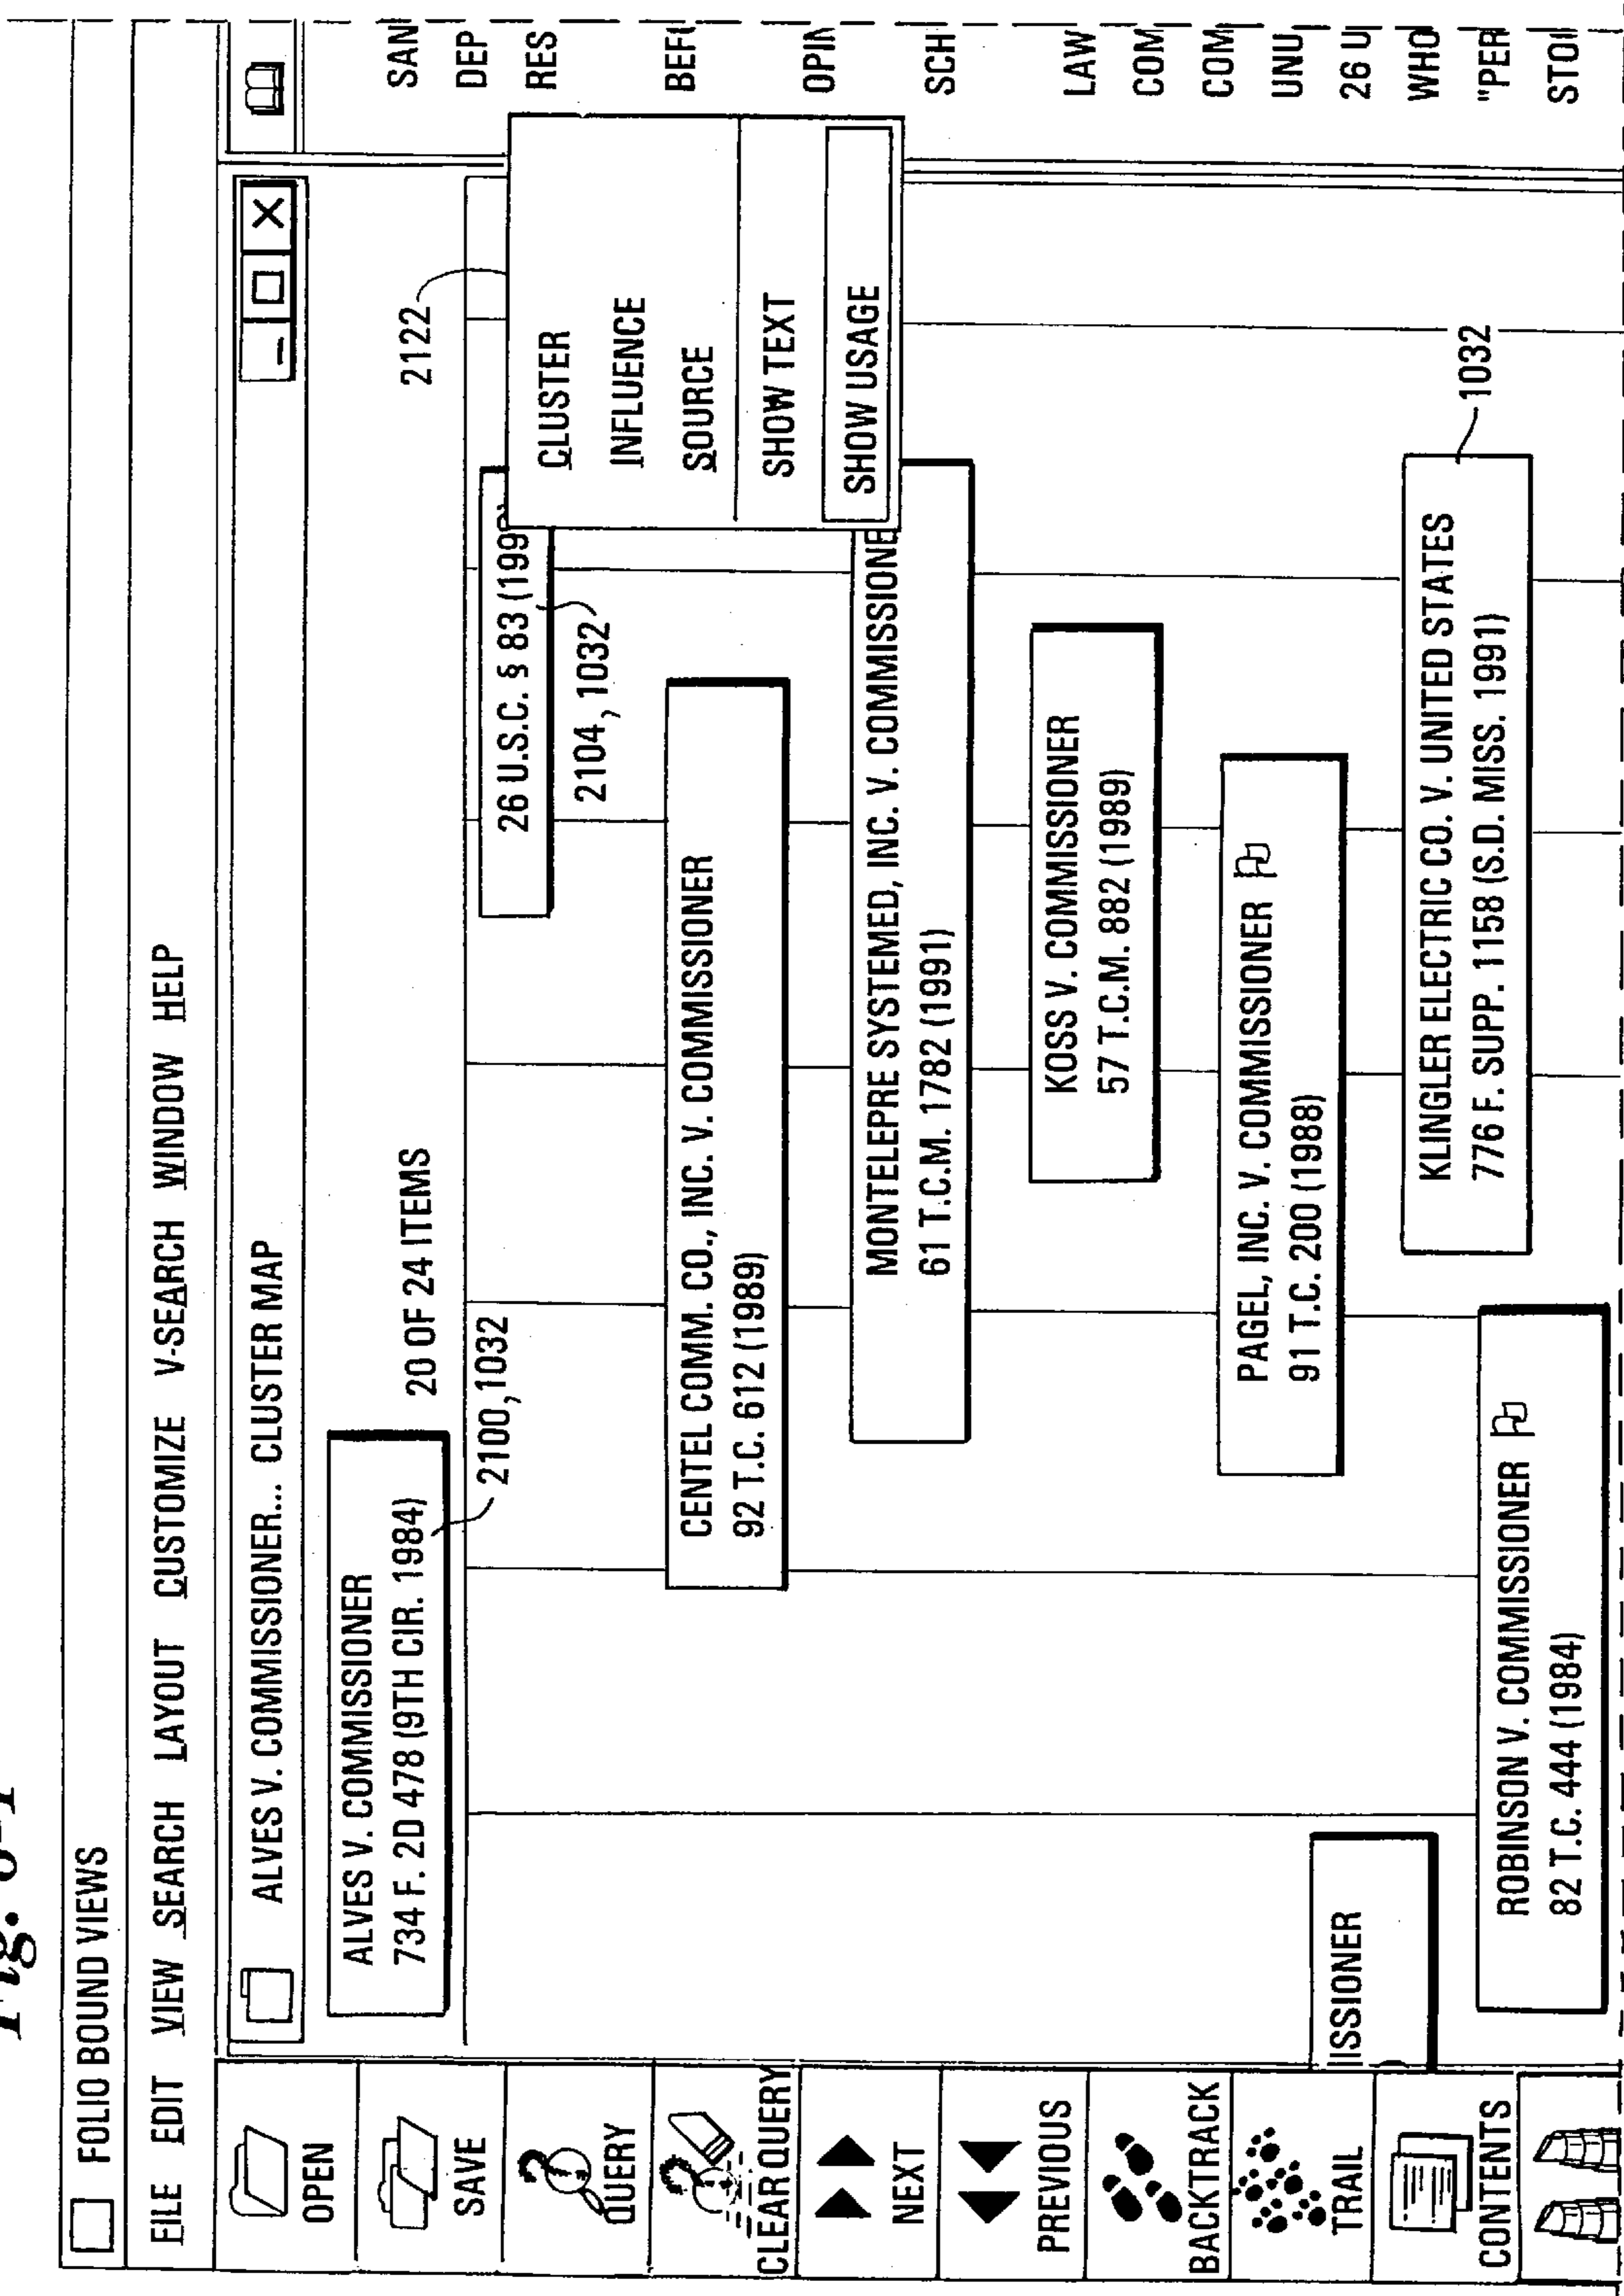 FOLIO BOUND VIEWS
FILE EDIT VIEW SEARCH LAYOUT CUSTOMIZE V-SEARCH WINDOW HELP
OPEN
SAVE
QUERY
CLEAR QUERY
NEXT
PREVIOUS
BACKTRACK
TRAIL
CONTENTS
ALVES V. COMMISSIONER... CLUSTER MAP
ALVES V. COMMISSIONER
734 F. 2D 478 (9TH CIR. 1984)
20 OF 24 ITEMS
2100, 1032
2122
26 U.S.C. § 83 (199
2104, 1032
CLUSTER
INFLUENCE
SOURCE
SHOW TEXT
SHOW USAGE
CENTEL COMM. CO., INC. V. COMMISSIONER
92 T.C. 612 (1989)
MONTELEPRE SYSTEMED, INC. V. COMMISSIONE
61 T.C.M. 1782 (1991)
KOSS V. COMMISSIONER
57 T.C.M. 882 (1989)
PAGEL, INC. V. COMMISSIONER
91 T.C. 200 (1988)
ISSIONER
KLINGLER ELECTRIC CO. V. UNITED STATES
776 F. SUPP. 1158 (S.D. MISS. 1991)
1032
ROBINSON V. COMMISSIONER
82 T.C. 444 (1984)
SAN
DEP
RES
BEF
OPIN
SCH
LAW
COM
COM
UNU
26 U
WHO
"PER
STO